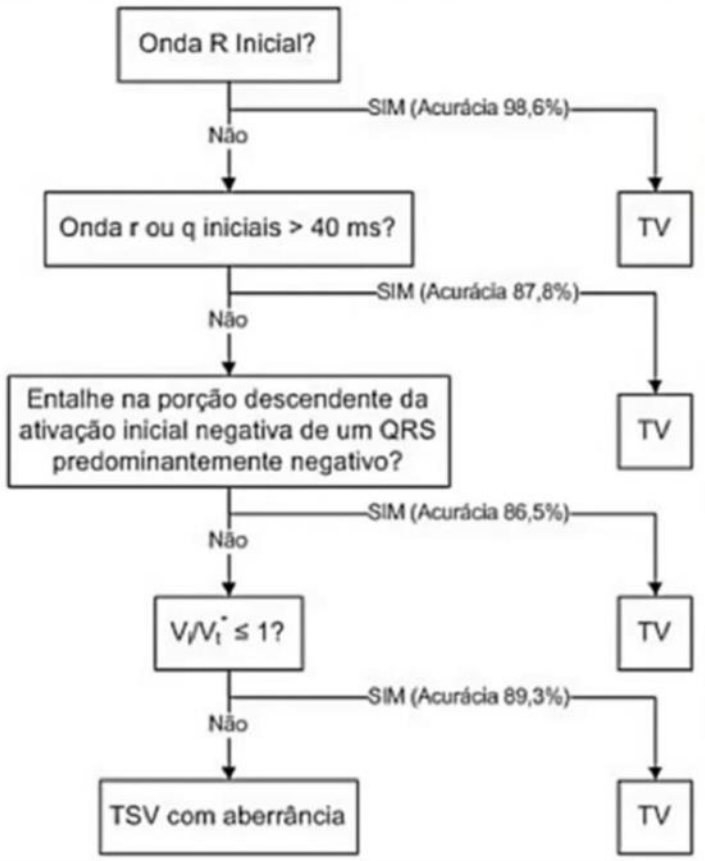 Onda R Inicial?
SIM (Acurácia 98,6%)
Não
Onda r ou q iniciais > 40 ms?
TV
SIM (Acurácia 87,8%)
Não
Entalhe na porção descendente da
ativação inicial negativa de um QRS
predominantemente negativo?
TV
SIM (Acurácia 86,5%)
Não
Vi/Vt* ≤ 1?
TV
SIM (Acurácia 89,3%)
Não
TSV com aberrância
TV